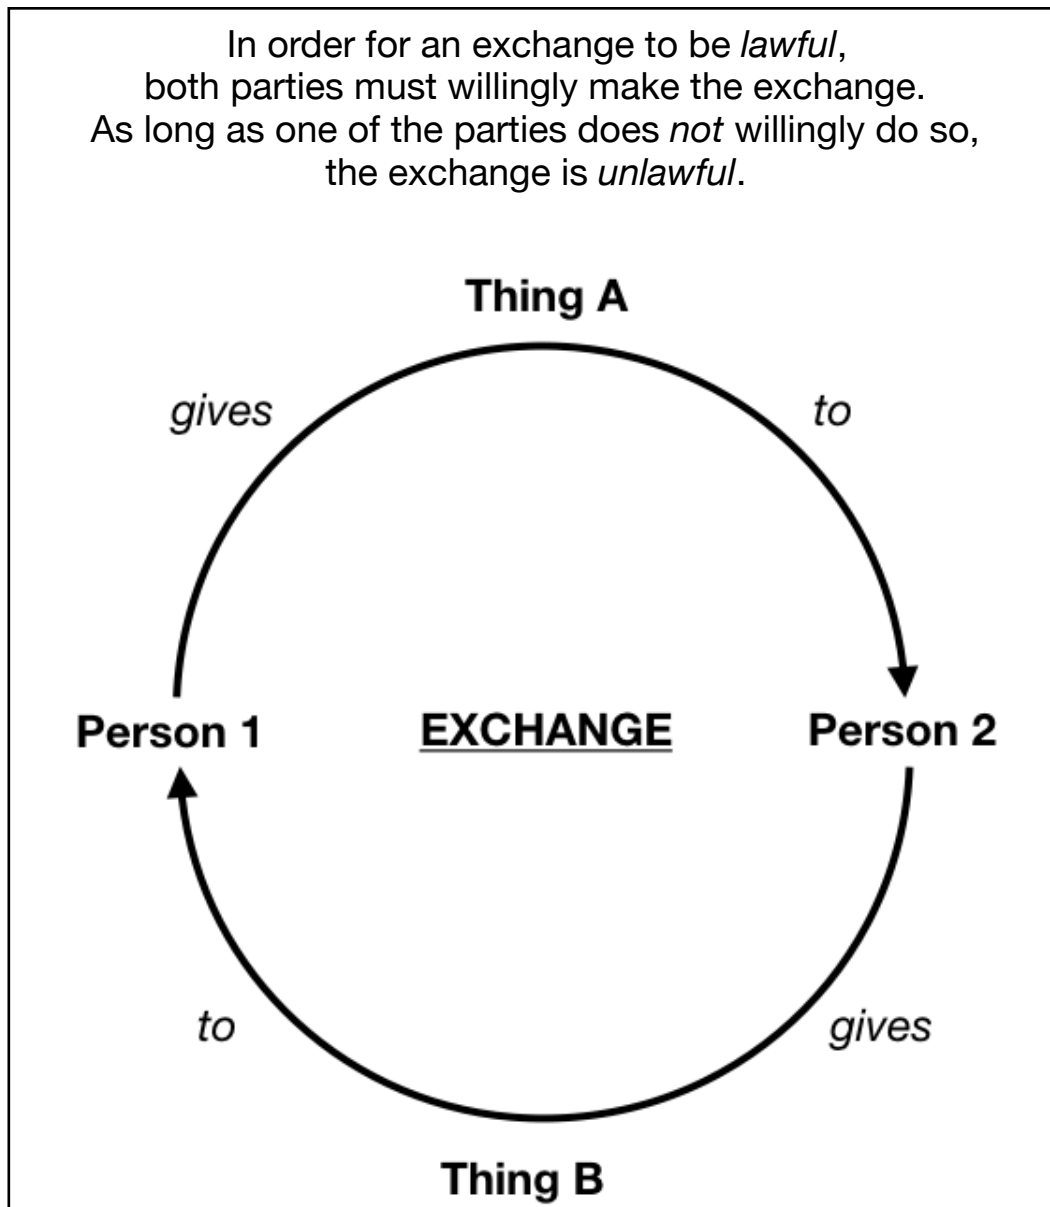 In order for an exchange to be lawful,
both parties must willingly make the exchange.
As long as one of the parties does not willingly do so,
the exchange is unlawful.
Thing A
gives
to
Person 1
EXCHANGE
Person 2
to
gives
Thing B